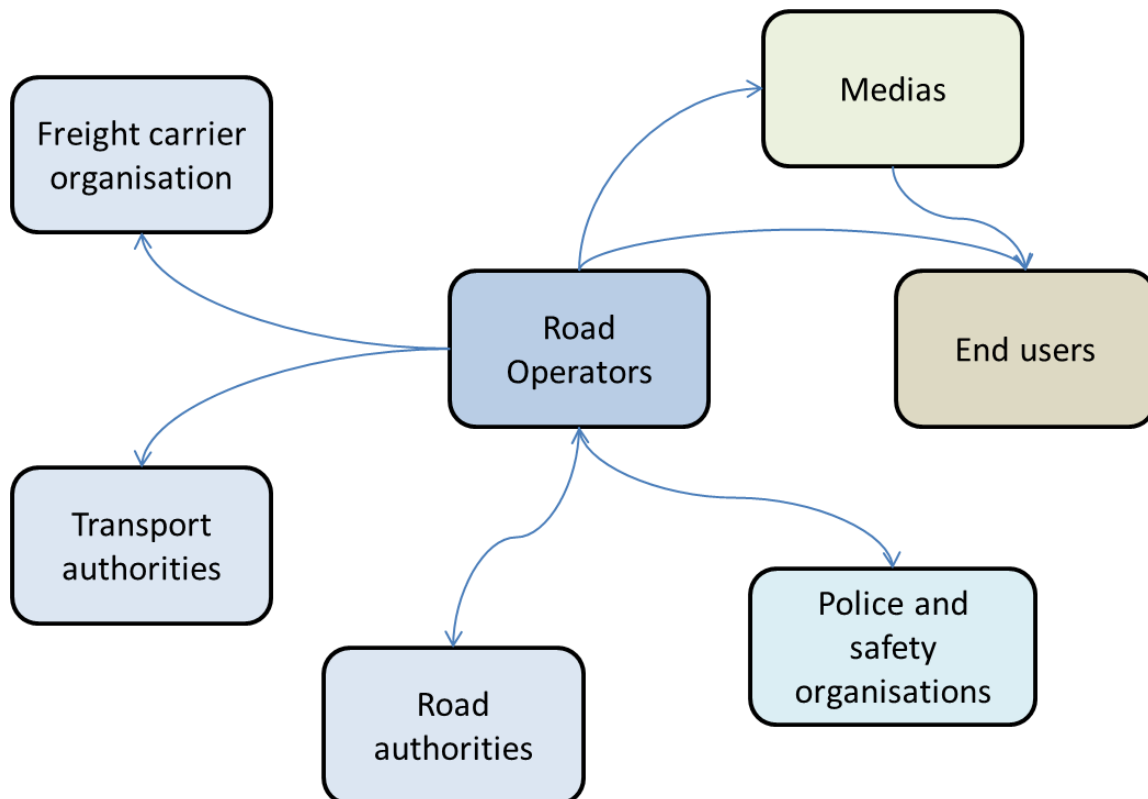 Medias
Freight carrier
organisation
Road
Operators
End users
Transport
authorities
Police and
safety
organisations
Road
authorities